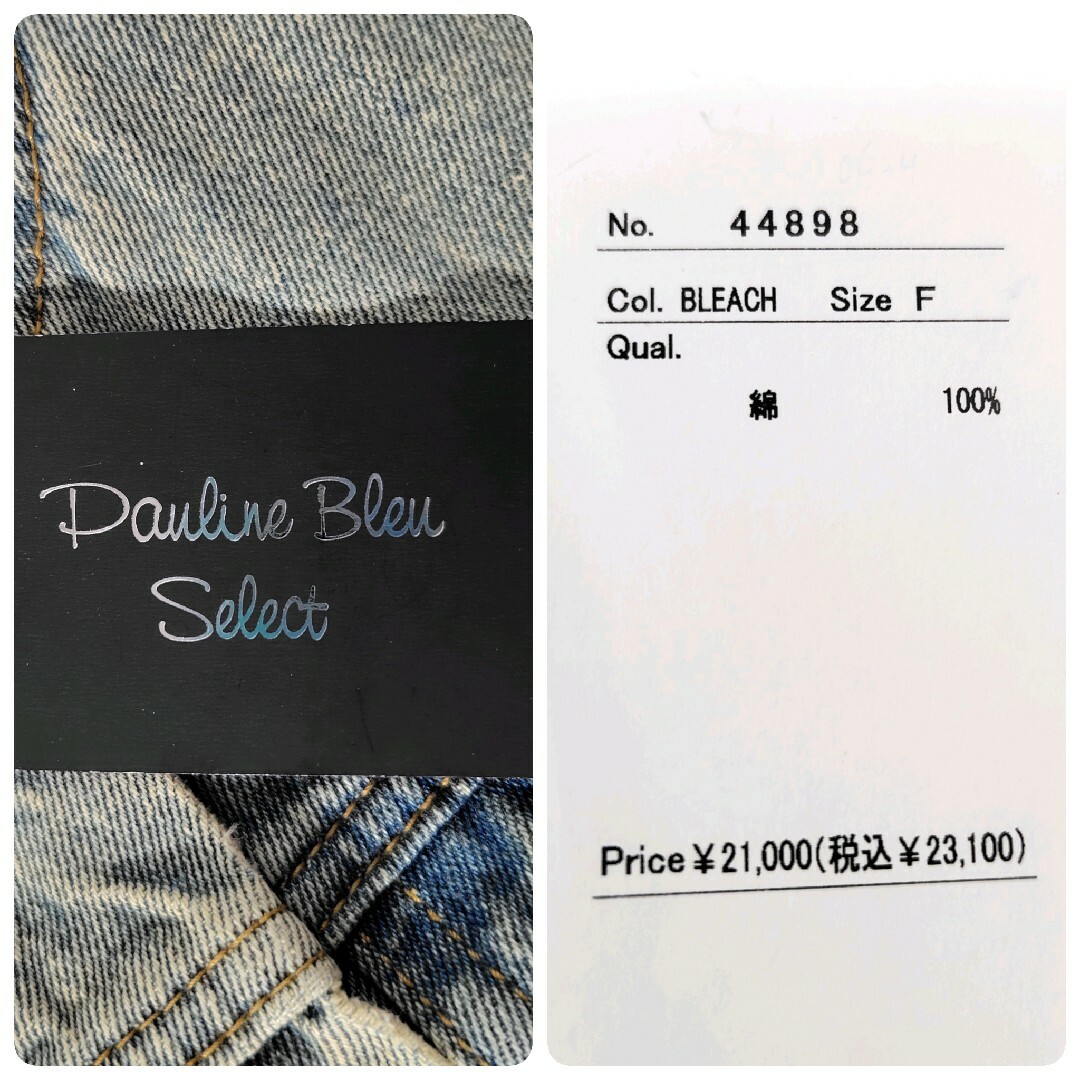 Pauline Bleu
Select
No. 44898
Col. BLEACH Size F
Qual.
綿 100%
Price ¥21,000(税込¥23,100)